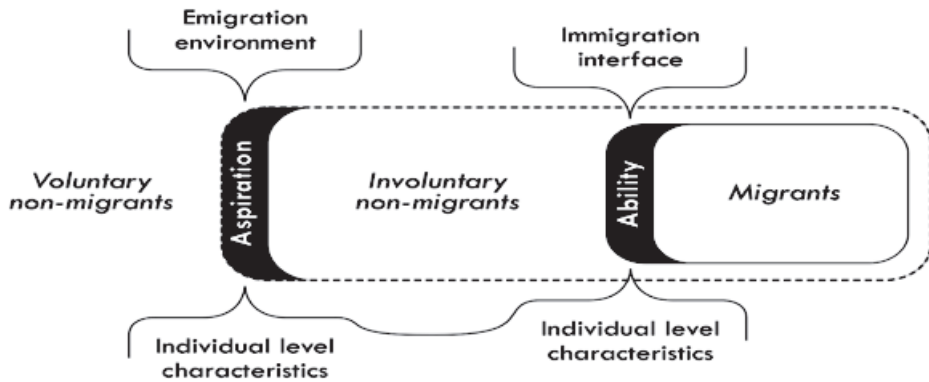 Emigration
environment
Immigration
interface
Voluntary
non-migrants
Aspiration
Involuntary
non-migrants
Ability
Migrants
Individual level
characteristics
Individual level
characteristics